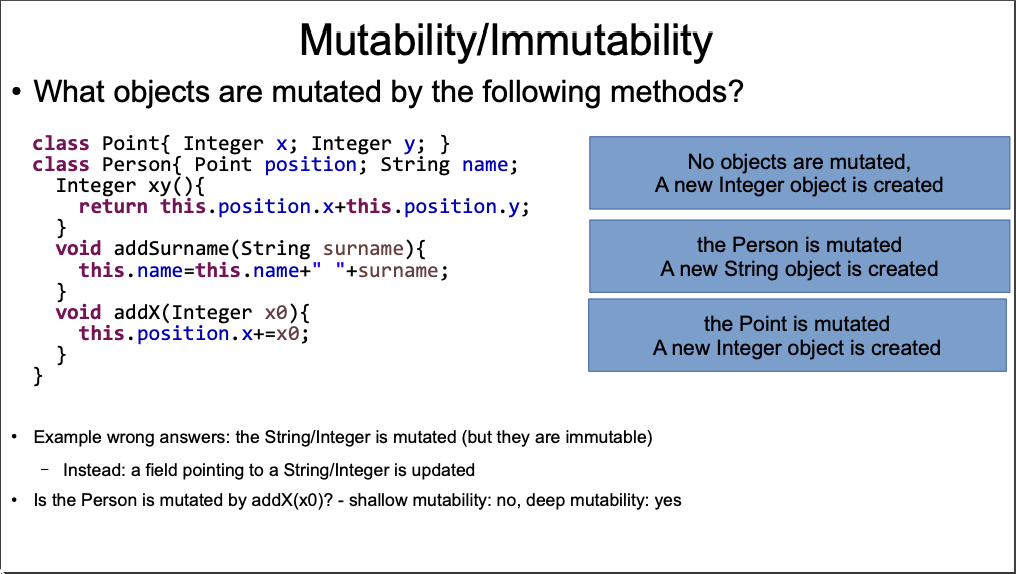 Mutability/Immutability
• What objects are mutated by the following methods?
class Point{ Integer x; Integer y; }
class Person{ Point position; String name;
Integer xy(){
return this.position.x+this.position.y;
}
void addSurname(String surname){
this.name=this.name+" "+surname;
}
void addX(Integer x0){
this.position.x+=x0;
}
}
No objects are mutated,
A new Integer object is created
the Person is mutated
A new String object is created
the Point is mutated
A new Integer object is created
• Example wrong answers: the String/Integer is mutated (but they are immutable)
– Instead: a field pointing to a String/Integer is updated
• Is the Person is mutated by addX(x0)? - shallow mutability: no, deep mutability: yes